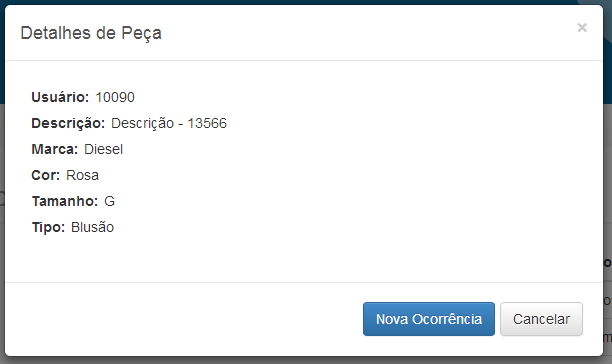 Detalhes de Peça
×
Usuário: 10090
Descrição: Descrição - 13566
Marca: Diesel
Cor: Rosa
Tamanho: G
Tipo: Blusão
Nova Ocorrência
Cancelar